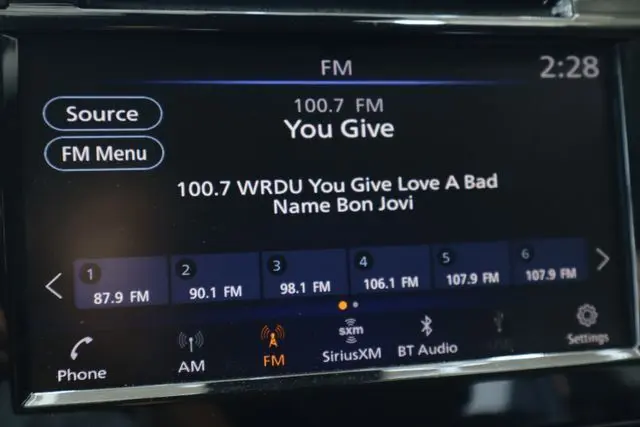 FM
2:28
Source
100.7 FM
You Give
FM Menu
100.7 WRDU You Give Love A Bad
Name Bon Jovi
1
87.9 FM
2
90.1 FM
3
98.1 FM
4
106.1 FM
5
107.9 FM
6
107.9 FM
Phone
AM
FM
sxm
SiriusXM
BT Audio
Settings